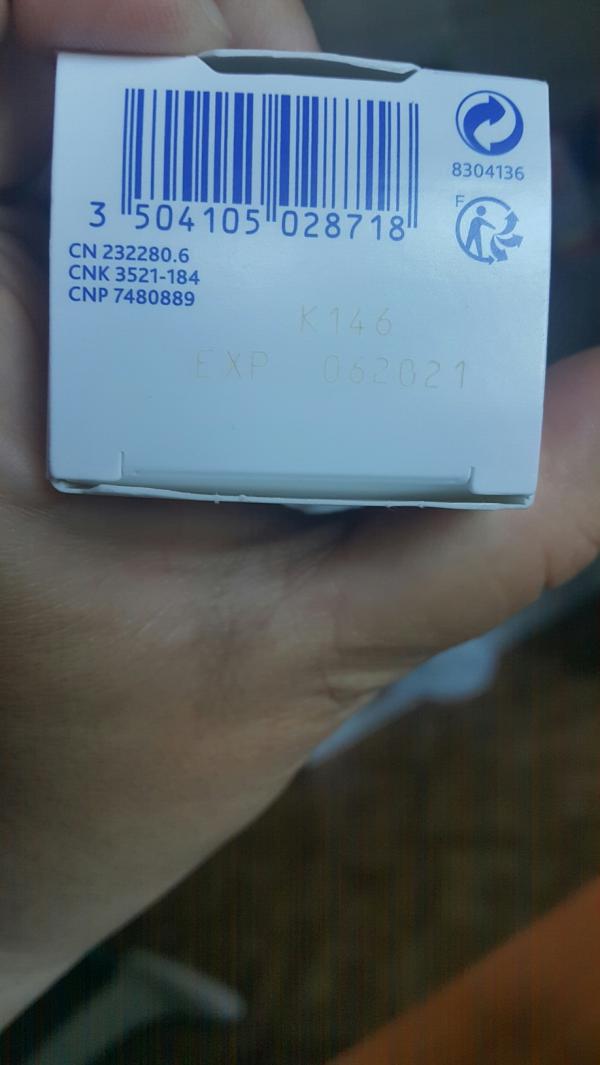 3 504105 028718
8304136
F
CN 232280.6
CNK 3521-184
CNP 7480889
K146
EXP 062021